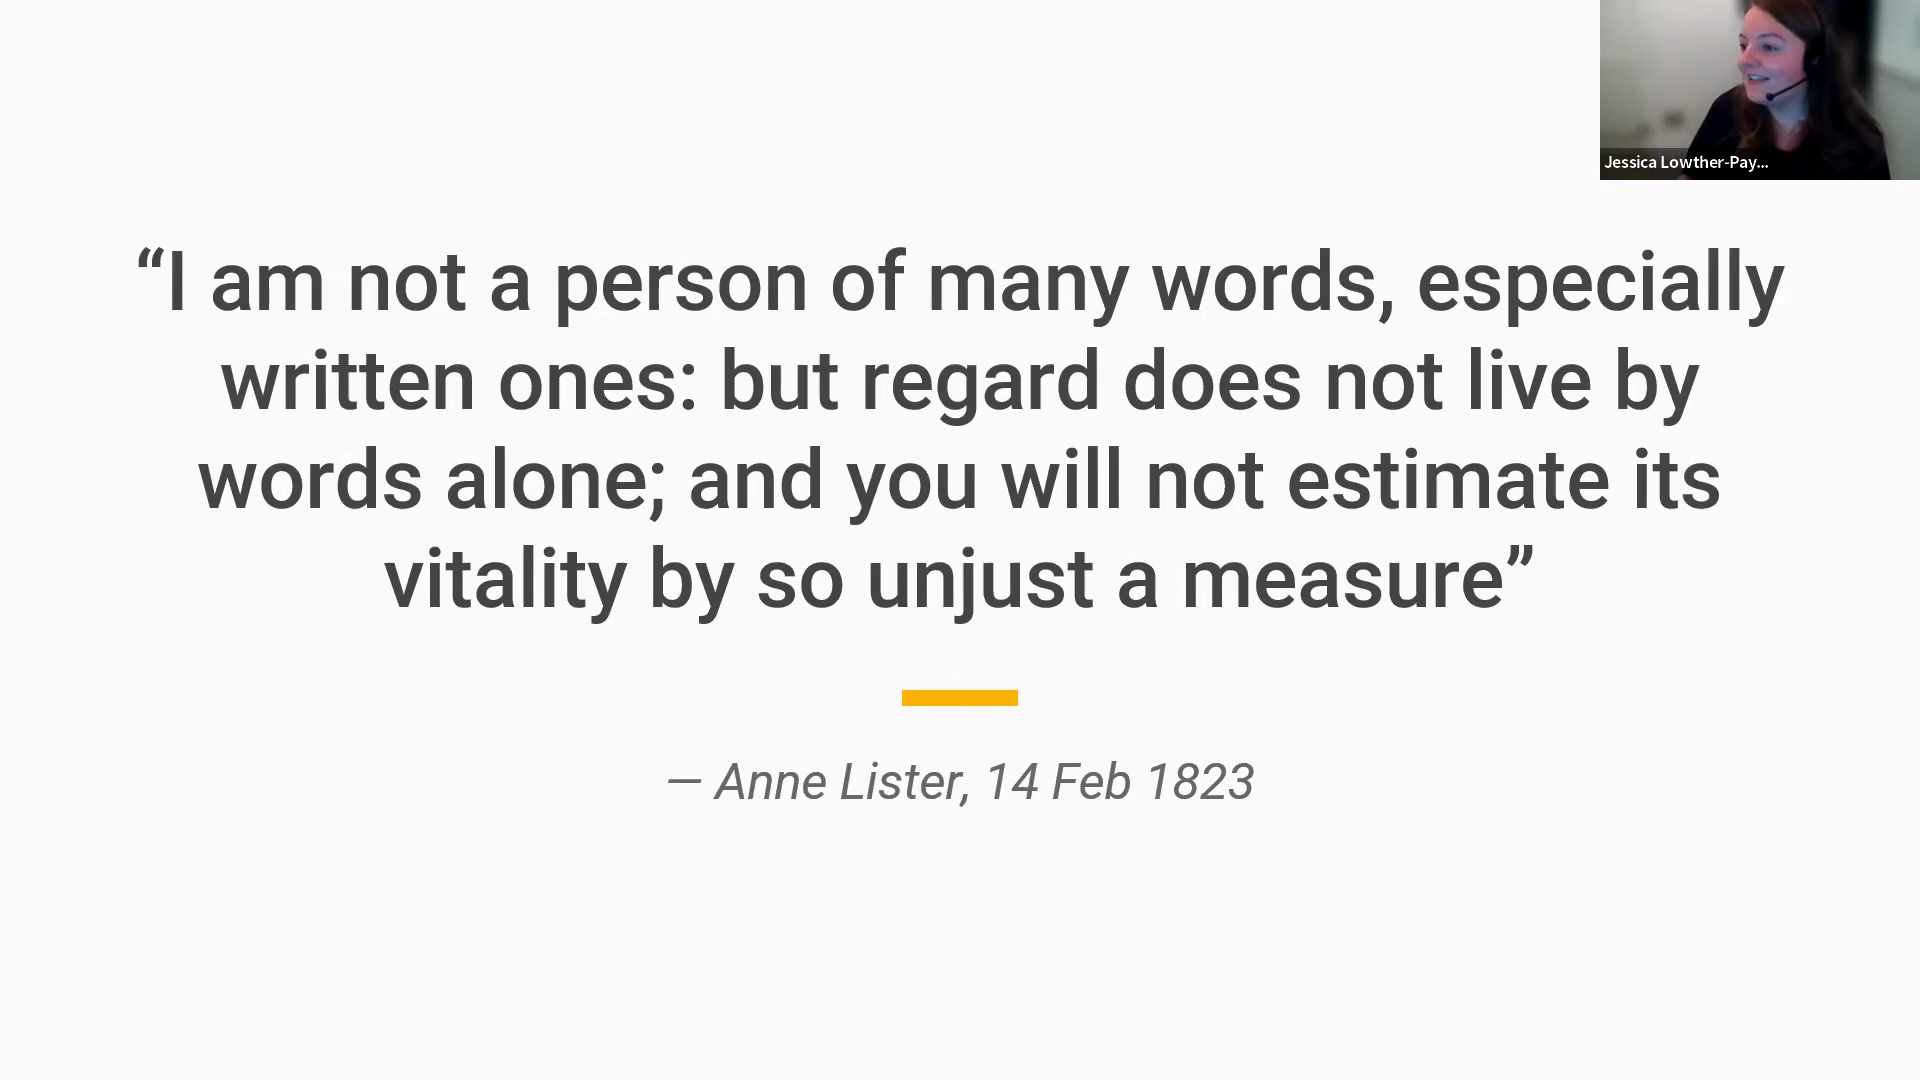 “I am not a person of many words, especially
written ones: but regard does not live by
words alone; and you will not estimate its
vitality by so unjust a measure”
— Anne Lister, 14 Feb 1823
Jessica Lowther-Pay...